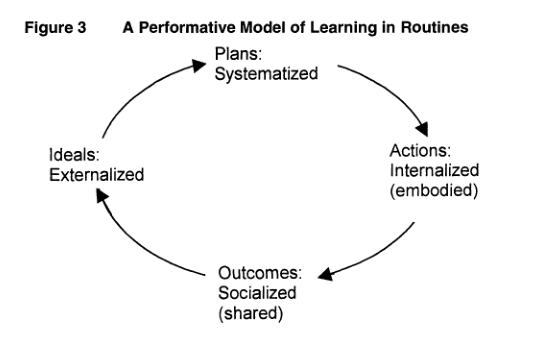 Figure 3 A Performative Model of Learning in Routines
Plans:
Systematized
Ideals:
Externalized
Actions:
Internalized
(embodied)
Outcomes:
Socialized
(shared)